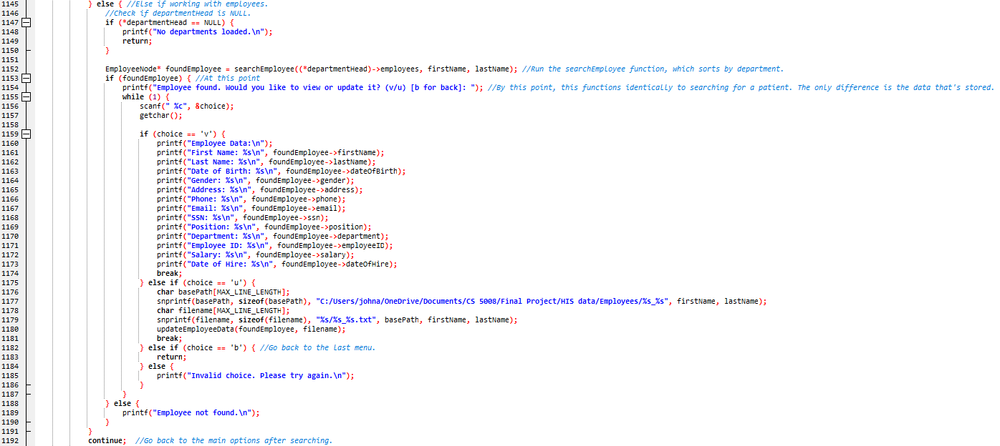 1145 } else { //Else if working with employees.
1146 //Check if departmentHead is NULL.
1147 if (*departmentHead == NULL) {
1148 printf("No departments loaded.\n");
1149 return;
1150 }
1151
1152 EmployeeNode* foundEmployee = searchEmployee((*departmentHead)->employees, firstName, lastName); //Run the searchEmployee function, which sorts by department.
1153 if (foundEmployee) { //At this point
1154 printf("Employee found. Would you like to view or update it? (v/u) [b for back]: "); //By this point, this functions identically to searching for a patient. The only difference is the data that's stored.
1155 while (1) {
1156 scanf(" %c", &choice);
1157 getchar();
1158
1159 if (choice == 'v') {
1160 printf("Employee Data:\n");
1161 printf("First Name: %s\n", foundEmployee->firstName);
1162 printf("Last Name: %s\n", foundEmployee->lastName);
1163 printf("Date of Birth: %s\n", foundEmployee->dateOfBirth);
1164 printf("Gender: %s\n", foundEmployee->gender);
1165 printf("Address: %s\n", foundEmployee->address);
1166 printf("Phone: %s\n", foundEmployee->phone);
1167 printf("Email: %s\n", foundEmployee->email);
1168 printf("SSN: %s\n", foundEmployee->ssn);
1169 printf("Position: %s\n", foundEmployee->position);
1170 printf("Department: %s\n", foundEmployee->department);
1171 printf("Employee ID: %s\n", foundEmployee->employeeID);
1172 printf("Salary: %s\n", foundEmployee->salary);
1173 printf("Date of Hire: %s\n", foundEmployee->dateOfHire);
1174 break;
1175 } else if (choice == 'u') {
1176 char basePath[MAX_LINE_LENGTH];
1177 snprintf(basePath, sizeof(basePath), "C:/Users/johna/OneDrive/Documents/CS 5008/Final Project/HIS data/Employees/%s_%s", firstName, lastName);
1178 char filename[MAX_LINE_LENGTH];
1179 snprintf(filename, sizeof(filename), "%s/%s_%s.txt", basePath, firstName, lastName);
1180 updateEmployeeData(foundEmployee, filename);
1181 break;
1182 } else if (choice == 'b') { //Go back to the last menu.
1183 return;
1184 } else {
1185 printf("Invalid choice. Please try again.\n");
1186 }
1187 }
1188 } else {
1189 printf("Employee not found.\n");
1190 }
1191 }
1192 continue; //Go back to the main options after searching.